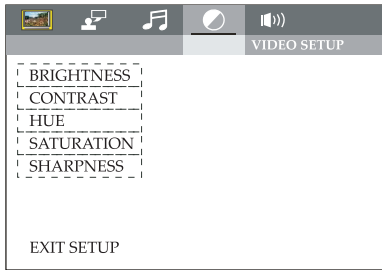 VIDEO SETUP
BRIGHTNESS
CONTRAST
HUE
SATURATION
SHARPNESS
EXIT SETUP